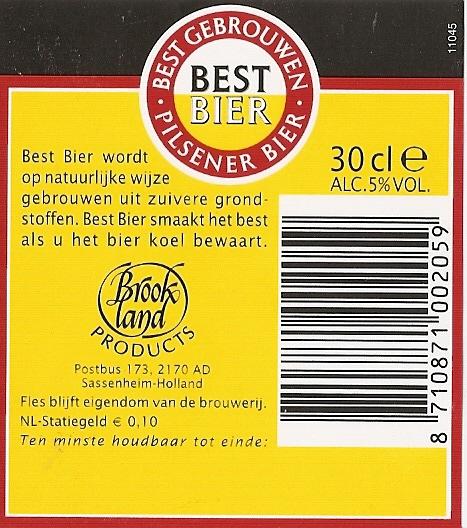 11045
BEST GEBROUWEN
BEST
BIER
PILSENER BIER
Best Bier wordt
op natuurlijke wijze
gebrouwen uit zuivere grond-
stoffen. Best Bier smaakt het best
als u het bier koel bewaart.
30 cl e
ALC. 5% VOL.
Brook
land
PRODUCTS
Postbus 173, 2170 AD
Sassenheim-Holland
Fles blijft eigendom van de brouwerij.
NL-Statiegeld € 0,10
Ten minste houdbaar tot einde:
8 710871 002059